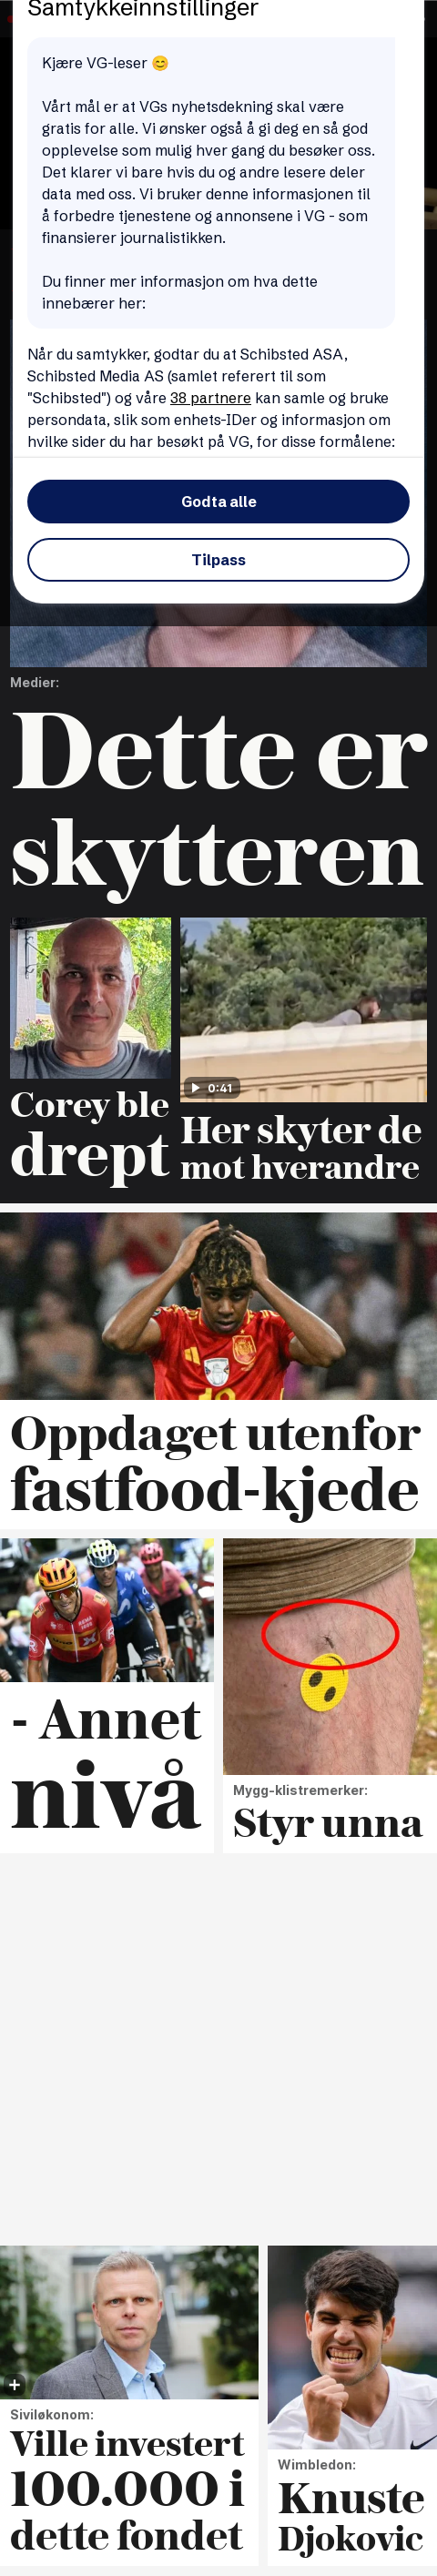 Samtykkeinnstillinger
Kjære VG-leser 😊
Vårt mål er at VGs nyhetsdekning skal være
gratis for alle. Vi ønsker også å gi deg en så god
opplevelse som mulig hver gang du besøker oss.
Det klarer vi bare hvis du og andre lesere deler
data med oss. Vi bruker denne informasjonen til
å forbedre tjenestene og annonsene i VG - som
finansierer journalistikken.
Du finner mer informasjon om hva dette
innebærer her:
Når du samtykker, godtar du at Schibsted ASA,
Schibsted Media AS (samlet referert til som
"Schibsted") og våre 38 partnere kan samle og bruke
persondata, slik som enhets-IDer og informasjon om
hvilke sider du har besøkt på VG, for disse formålene:
Godta alle
Tilpass
Medier:
Dette er
skytteren
Corey ble
drept
0:41
Her skyter de
mot hverandre
Oppdaget utenfor
fastfood-kjede
- Annet
nivå
Mygg-klistremerker:
Styr unna
Siviløkonom:
Ville investert
100.000 i
dette fondet
Wimbledon:
Knuste
Djokovic